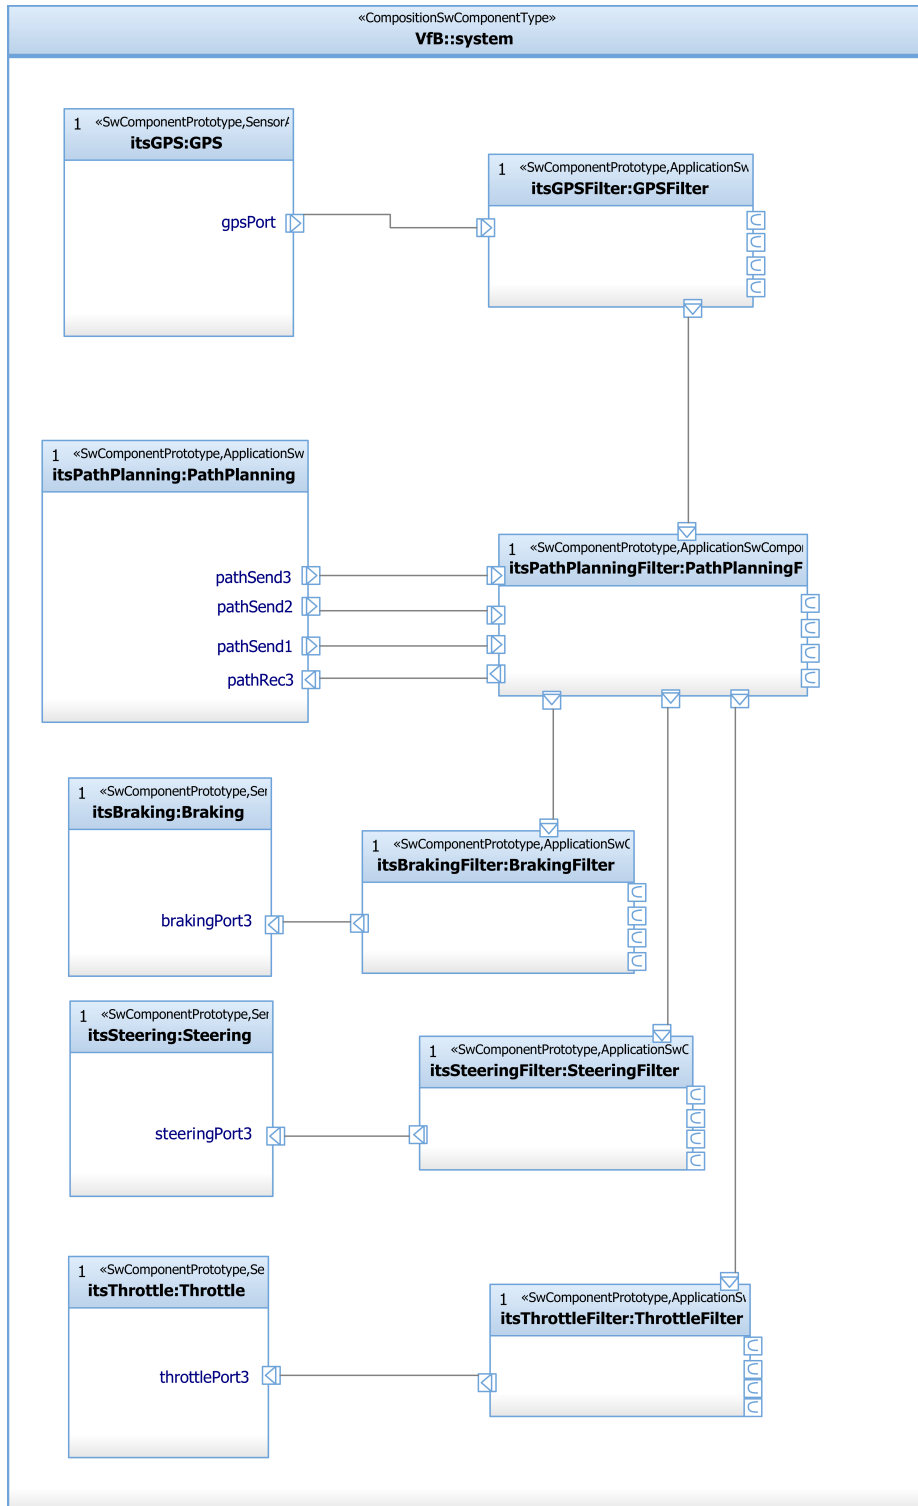 «CompositionSwComponentType»
VfB::system
1 «SwComponentPrototype,SensorA
itsGPS:GPS
gpsPort
1 «SwComponentPrototype,ApplicationSw
itsGPSFilter:GPSFilter
1 «SwComponentPrototype,ApplicationSw
itsPathPlanning:PathPlanning
pathSend3
pathSend2
pathSend1
pathRec3
1 «SwComponentPrototype,ApplicationSwCompo
itsPathPlanningFilter:PathPlanningF
1 «SwComponentPrototype,Ser
itsBraking:Braking
brakingPort3
1 «SwComponentPrototype,ApplicationSwC
itsBrakingFilter:BrakingFilter
1 «SwComponentPrototype,Ser
itsSteering:Steering
steeringPort3
1 «SwComponentPrototype,ApplicationSwC
itsSteeringFilter:SteeringFilter
1 «SwComponentPrototype,Se
itsThrottle:Throttle
throttlePort3
1 «SwComponentPrototype,ApplicationSw
itsThrottleFilter:ThrottleFilter